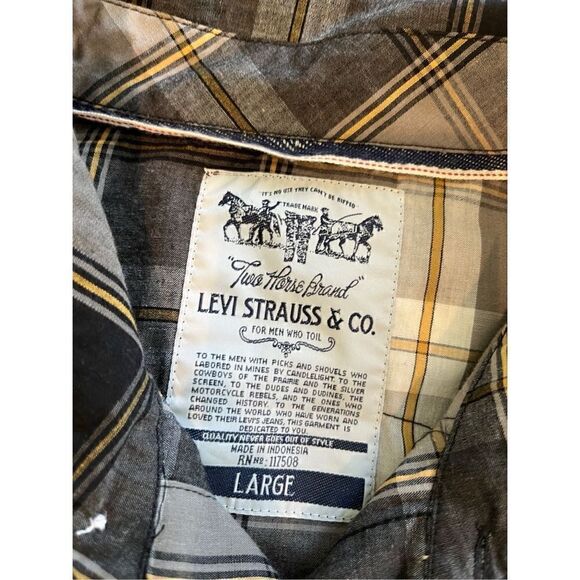 "IT'S NO USE THEY CAN'T BE RIPPED
TRADE MARK
"Two Horse Brand"
LEVI STRAUSS & CO.
FOR MEN WHO TOIL
TO THE MEN WITH PICKS AND SHOVELS WHO
LABORED IN MINES BY CANDLELIGHT. TO THE
COWBOYS OF THE PRAIRIE AND THE SILVER
SCREEN, TO THE DUDES AND DUDINES, THE
MOTORCYCLE REBELS, AND THE ONES WHO
CHANGED HISTORY. TO THE GENERATIONS
AROUND THE WORLD WHO HAVE WORN AND
LOVED THEIR LEVI'S JEANS, THIS GARMENT IS
DEDICATED TO YOU.
QUALITY NEVER GOES OUT OF STYLE
MADE IN INDONESIA
RN Nº: 117508
LARGE